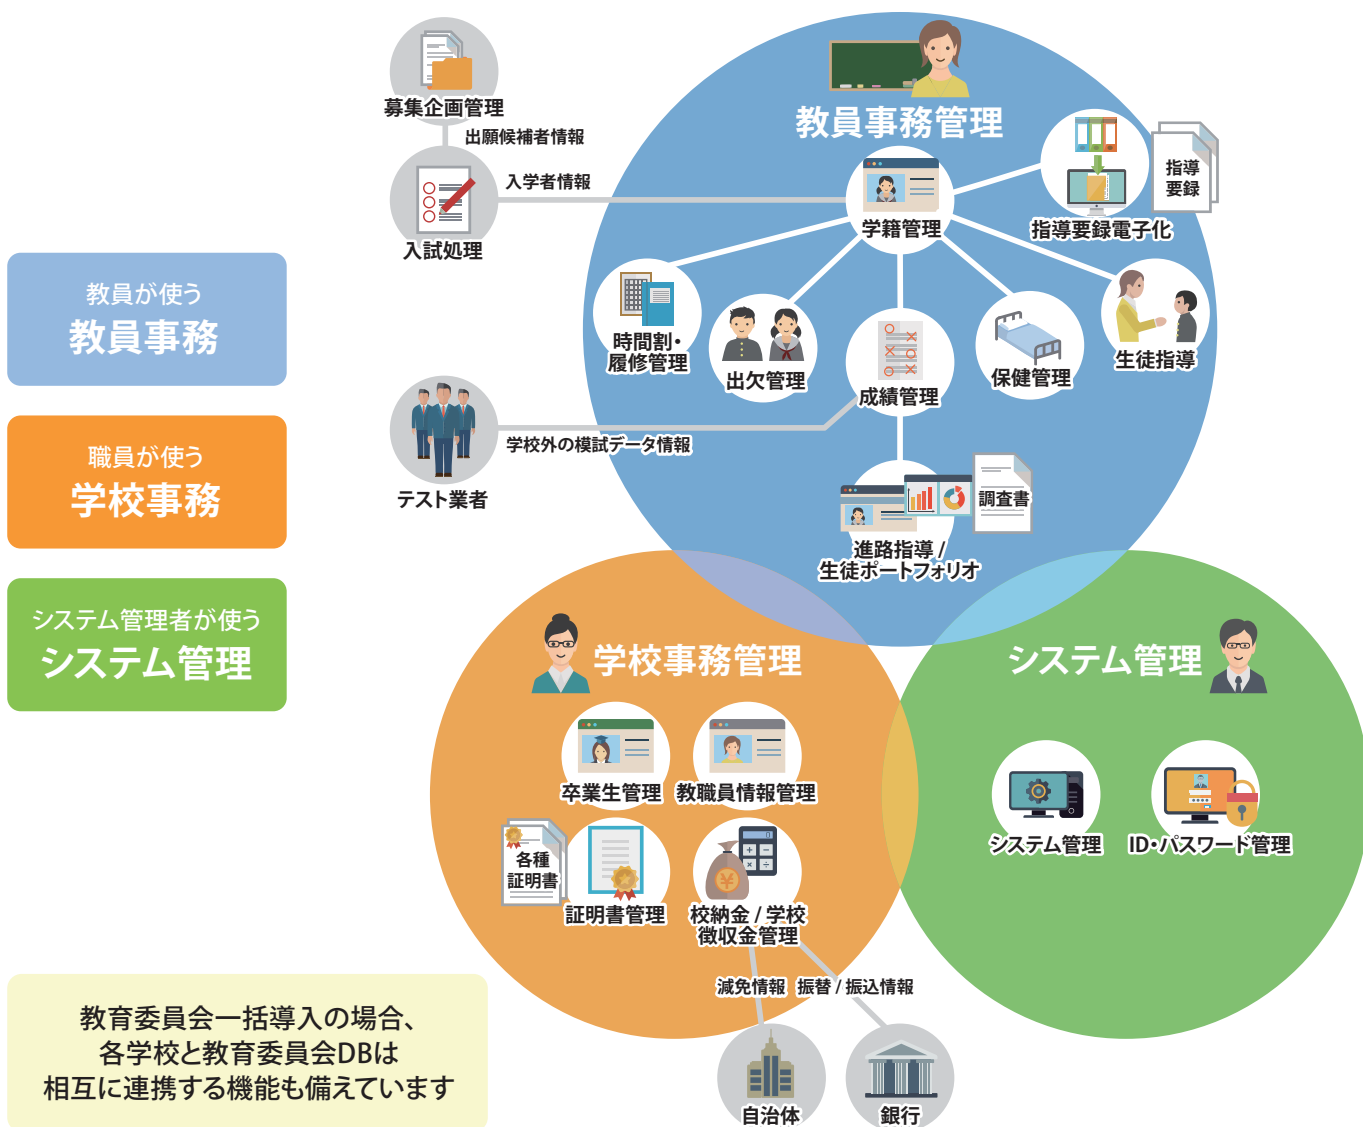 募集企画管理
出願候補者情報
入試処理
入学者情報
教員事務管理
学籍管理
指導要録電子化
指導
要録
時間割・
履修管理
出欠管理
成績管理
保健管理
生徒指導
教員が使う
教員事務
職員が使う
学校事務
システム管理者が使う
システム管理
テスト業者
学校外の模試データ情報
進路指導 /
生徒ポートフォリオ
調査書
学校事務管理
卒業生管理
教職員情報管理
各種
証明書
証明書管理
校納金 / 学校
徴収金管理
システム管理
システム管理
ID・パスワード管理
減免情報
振替 / 振込情報
自治体
銀行
教育委員会一括導入の場合、
各学校と教育委員会DBは
相互に連携する機能も備えています